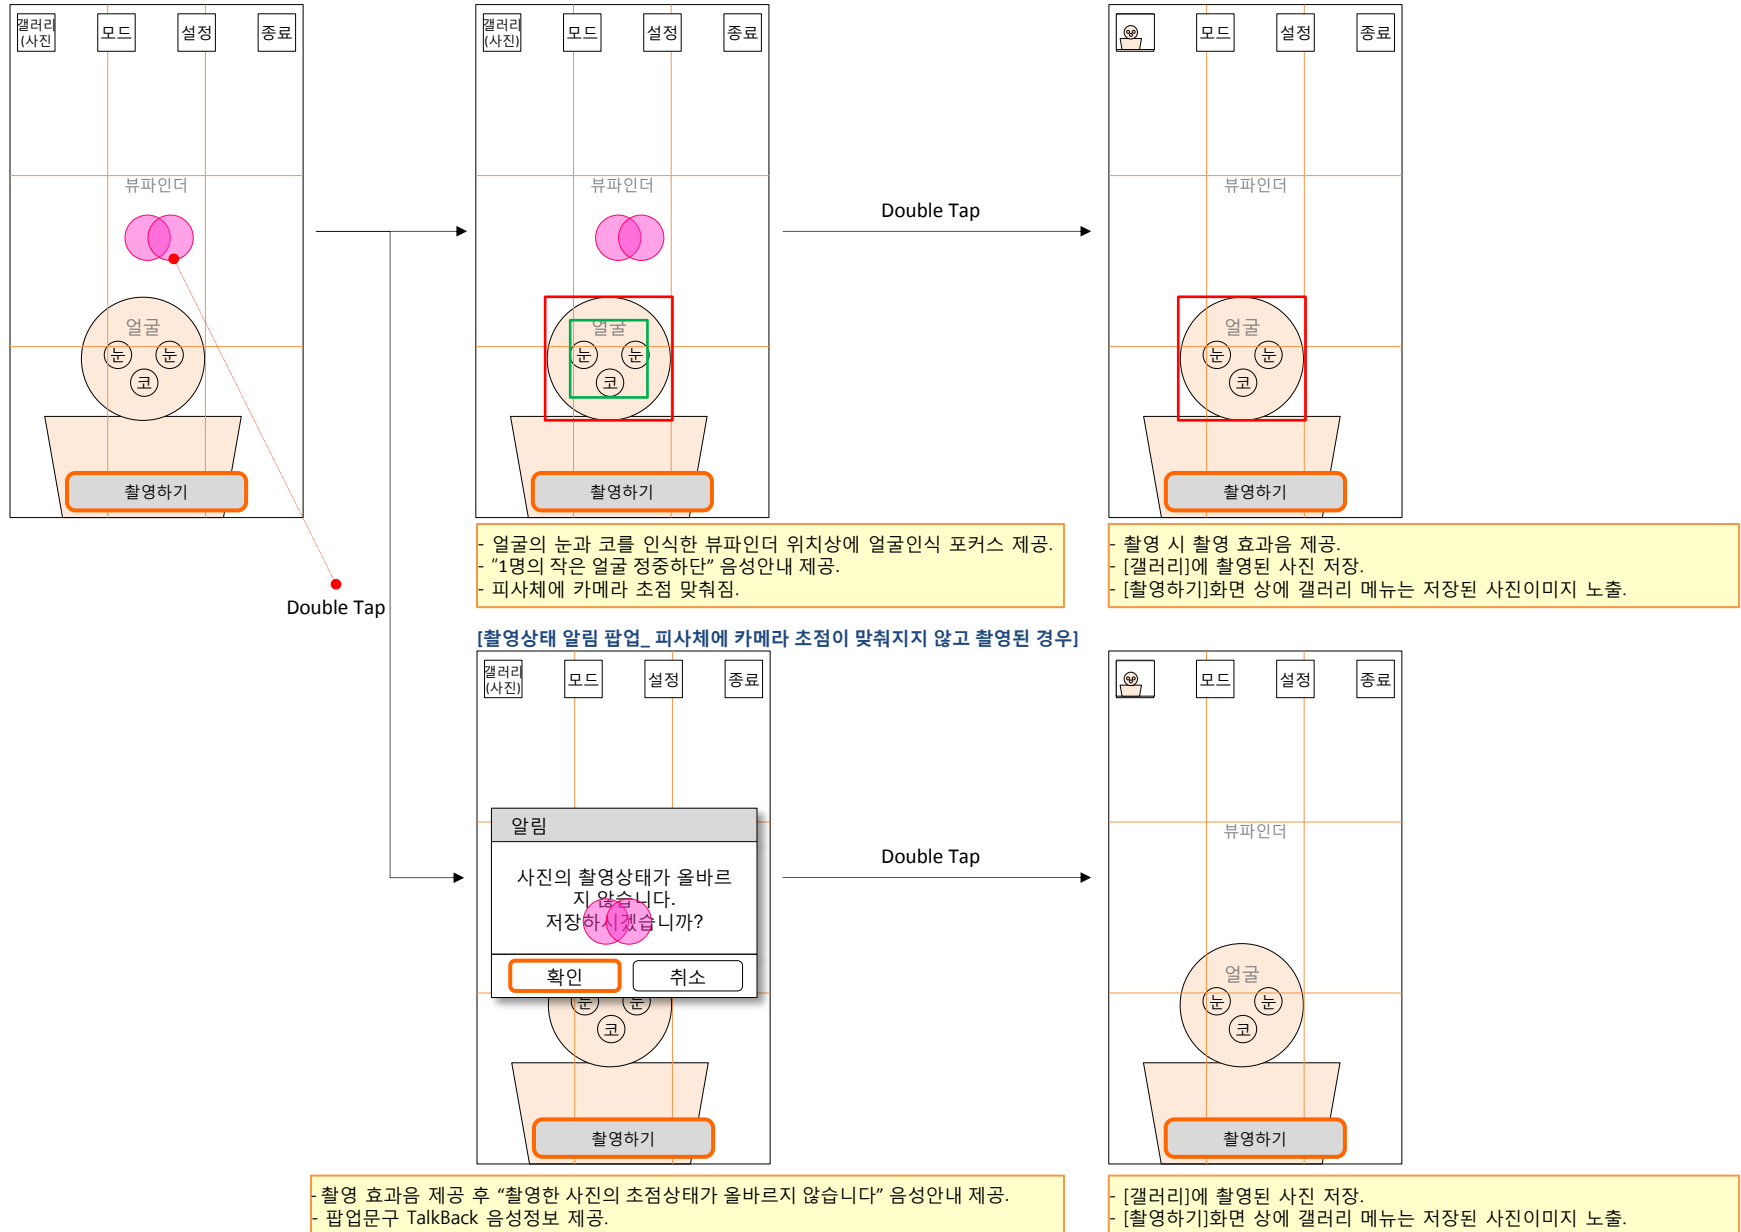 갤러리
(사진
모드
설정
종료
뷰파인더
얼굴
눈
눈
코
촬영하기
Double Tap
갤러리
(사진)
모드
설정
종료
뷰파인더
얼굴
눈
눈
코
촬영하기
- 얼굴의 눈과 코를 인식한 뷰파인더 위치상에 얼굴인식 포커스 제공.
- “1명의 작은 얼굴 정중하단” 음성안내 제공.
- 피사체에 카메라 초점 맞춰짐.
Double Tap
모드
설정
종료
뷰파인더
얼굴
눈
눈
코
촬영하기
- 촬영 시 촬영 효과음 제공.
- [갤러리]에 촬영된 사진 저장.
- [촬영하기]화면 상에 갤러리 메뉴는 저장된 사진이미지 노출.
[촬영상태 알림 팝업_ 피사체에 카메라 초점이 맞춰지지 않고 촬영된 경우]
갤러리
(사진)
모드
설정
종료
알림
사진의 촬영상태가 올바르
지 않습니다.
저장하시겠습니까?
확인
취소
눈
눈
코
촬영하기
- 촬영 효과음 제공 후 “촬영한 사진의 초점상태가 올바르지 않습니다” 음성안내 제공.
- 팝업문구 TalkBack 음성정보 제공.
Double Tap
모드
설정
종료
뷰파인더
얼굴
눈
눈
코
촬영하기
- [갤러리]에 촬영된 사진 저장.
- [촬영하기]화면 상에 갤러리 메뉴는 저장된 사진이미지 노출.